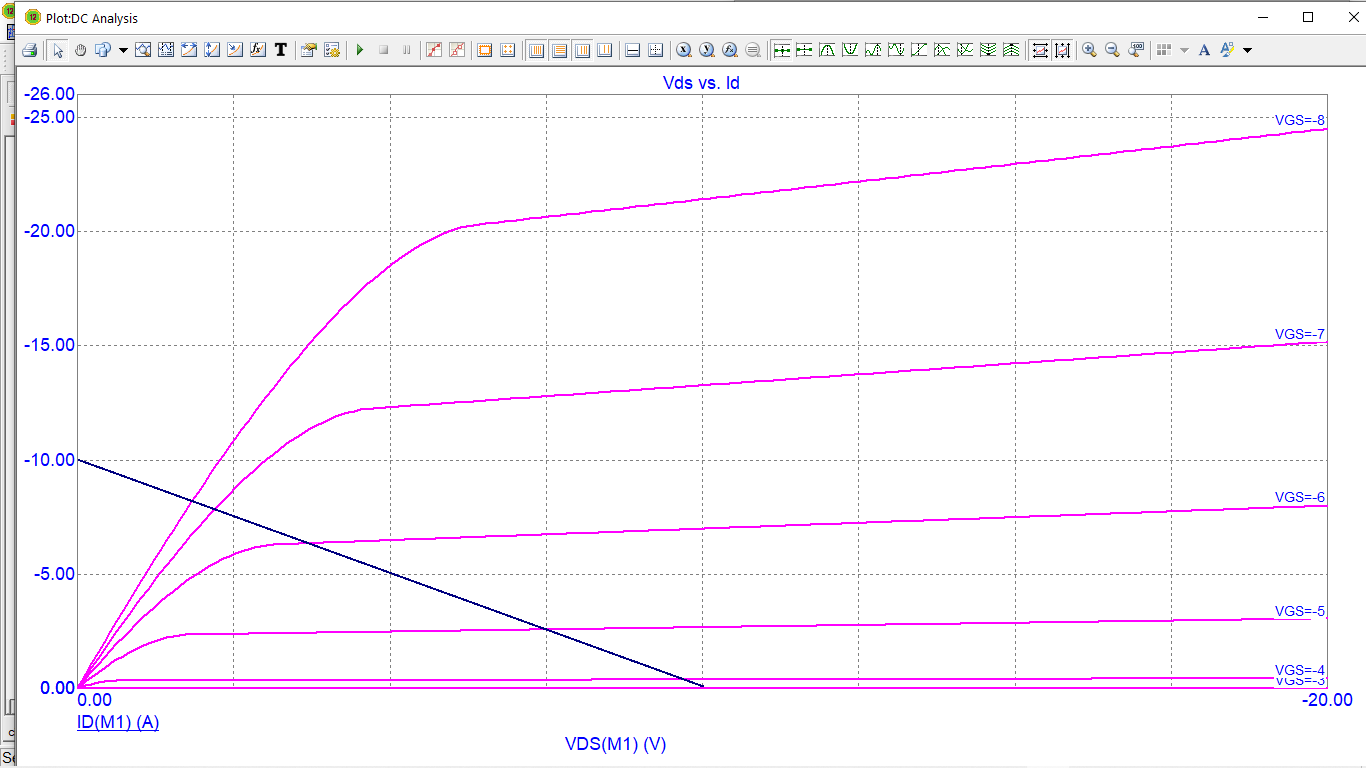 Plot:DC Analysis
Vds vs. Id
-26.00
-25.00
VGS=-8
-20.00
-15.00
VGS=-7
-10.00
VGS=-6
-5.00
VGS=-5
VGS=-4
VGS=-3
0.00
0.00
-20.00
ID(M1) (A)
VDS(M1) (V)
Se